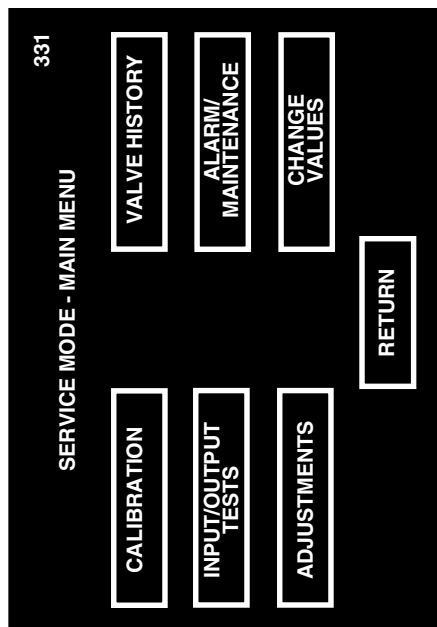 331
SERVICE MODE - MAIN MENU
CALIBRATION
VALVE HISTORY
INPUT/OUTPUT
TESTS
ALARM/
MAINTENANCE
ADJUSTMENTS
CHANGE
VALUES
RETURN